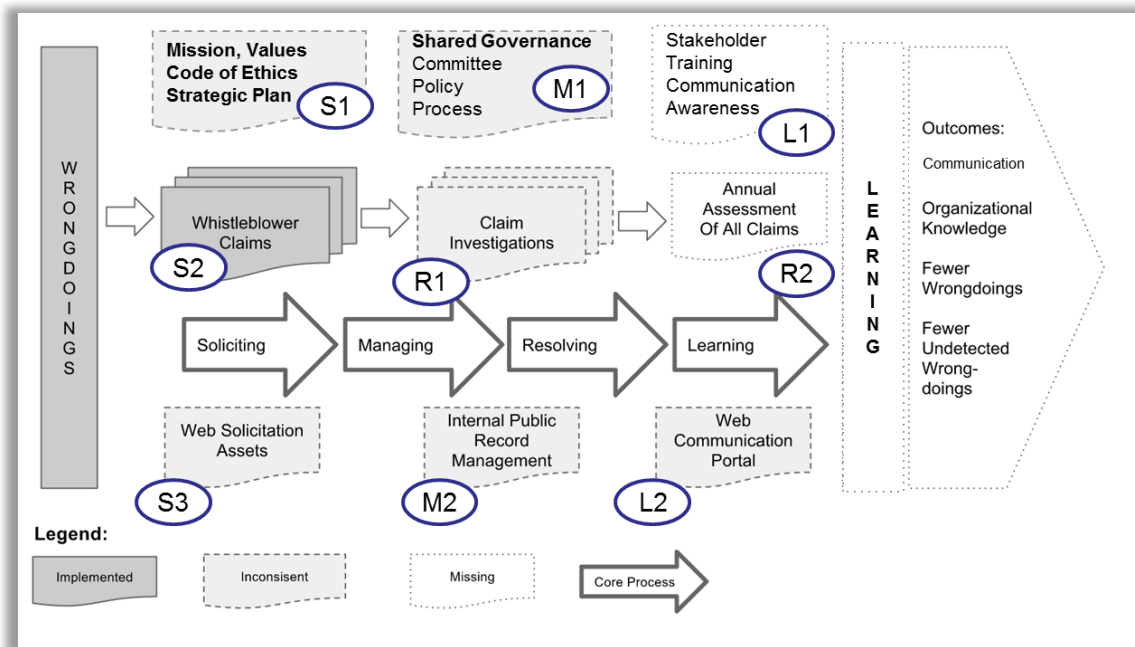 WRONGDOINGS
Mission, Values
Code of Ethics
Strategic Plan
S1
Shared Governance
Committee
Policy
Process
M1
Stakeholder
Training
Communication
Awareness
L1
Whistleblower
Claims
S2
Claim
Investigations
R1
Annual
Assessment
Of All Claims
R2
Soliciting
Managing
Resolving
Learning
Web Solicitation
Assets
S3
Internal Public
Record
Management
M2
Web
Communication
Portal
L2
LEARNING
Outcomes:
Communication
Organizational
Knowledge
Fewer
Wrongdoings
Fewer
Undetected
Wrong-
doings
Legend:
Implemented
Inconsisent
Missing
Core Process